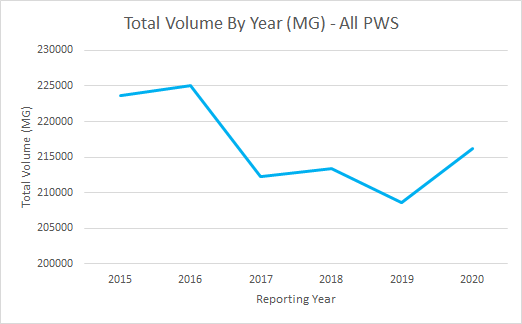 Total Volume By Year (MG) - All PWS
230000
225000
220000
215000
210000
205000
200000
Total Volume (MG)
2015 2016 2017 2018 2019 2020
Reporting Year